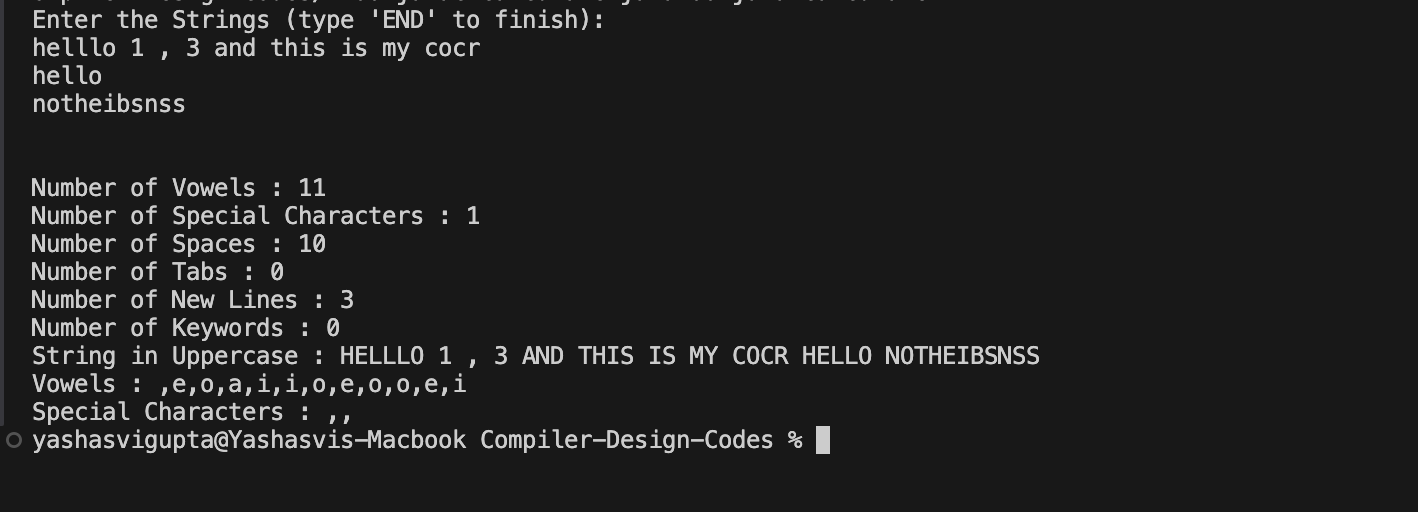 Enter the Strings (type 'END' to finish):
helllo 1 , 3 and this is my cocr
hello
notheibsnss
Number of Vowels : 11
Number of Special Characters : 1
Number of Spaces : 10
Number of Tabs : 0
Number of New Lines : 3
Number of Keywords : 0
String in Uppercase : HELLLO 1 , 3 AND THIS IS MY COCR HELLO NOTHEIBSNSS
Vowels : ,e,o,a,i,i,o,e,o,o,e,i
Special Characters : ,,
yashasvigupta@Yashasvis-Macbook Compiler-Design-Codes %